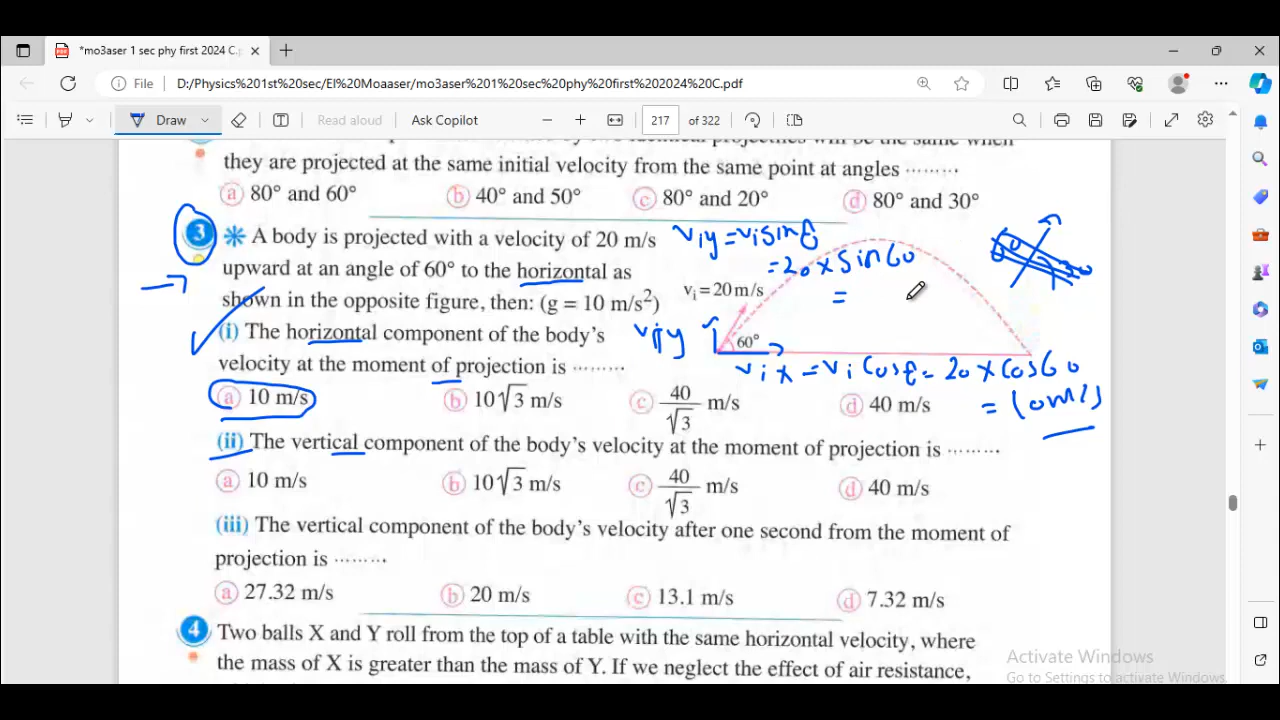 *mo3aser 1 sec phy first 2024 C.p
File
D:/Physics%201st%20sec/El%20Moaaser/mo3aser%201%20sec%20phy%20first%202024%20C.pdf
Draw
Read aloud
Ask Copilot
217 of 322
they are projected at the same initial velocity from the same point at angles ·········
a 80° and 60°
b 40° and 50°
c 80° and 20°
d 80° and 30°
3 * A body is projected with a velocity of 20 m/s
upward at an angle of 60° to the horizontal as
shown in the opposite figure, then: (g = 10 m/s²)
viy = vi sin θ
= 20 × sin 60
=
vi = 20 m/s
60°
viy
vix = vi cos θ = 20 × cos 60
= 10 m/s
(i) The horizontal component of the body's
velocity at the moment of projection is ·········
a 10 m/s
b 10√3 m/s
c 40/√3 m/s
d 40 m/s
(ii) The vertical component of the body's velocity at the moment of projection is ·········
a 10 m/s
b 10√3 m/s
c 40/√3 m/s
d 40 m/s
(iii) The vertical component of the body's velocity after one second from the moment of
projection is ·········
a 27.32 m/s
b 20 m/s
c 13.1 m/s
d 7.32 m/s
4 Two balls X and Y roll from the top of a table with the same horizontal velocity, where
the mass of X is greater than the mass of Y. If we neglect the effect of air resistance,
Activate Windows
Go to Settings to activate Windows.